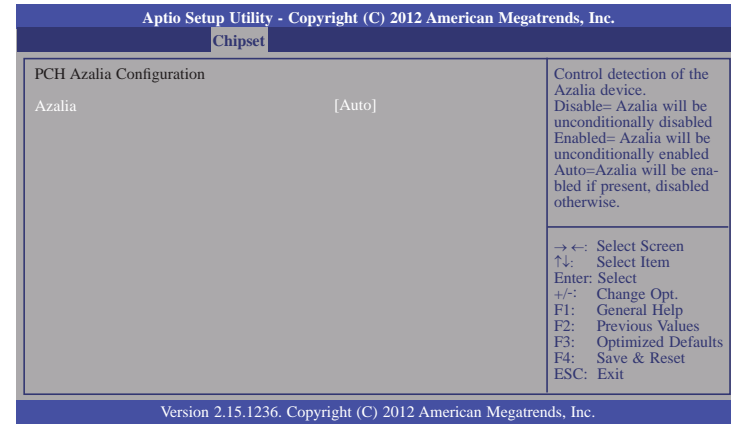 Aptio Setup Utility - Copyright (C) 2012 American Megatrends, Inc.
Chipset
PCH Azalia Configuration
Azalia [Auto]
Control detection of the
Azalia device.
Disable= Azalia will be
unconditionally disabled
Enabled= Azalia will be
unconditionally enabled
Auto=Azalia will be ena-
bled if present, disabled
otherwise.
→←: Select Screen
↑↓: Select Item
Enter: Select
+/-: Change Opt.
F1: General Help
F2: Previous Values
F3: Optimized Defaults
F4: Save & Reset
ESC: Exit
Version 2.15.1236. Copyright (C) 2012 American Megatrends, Inc.